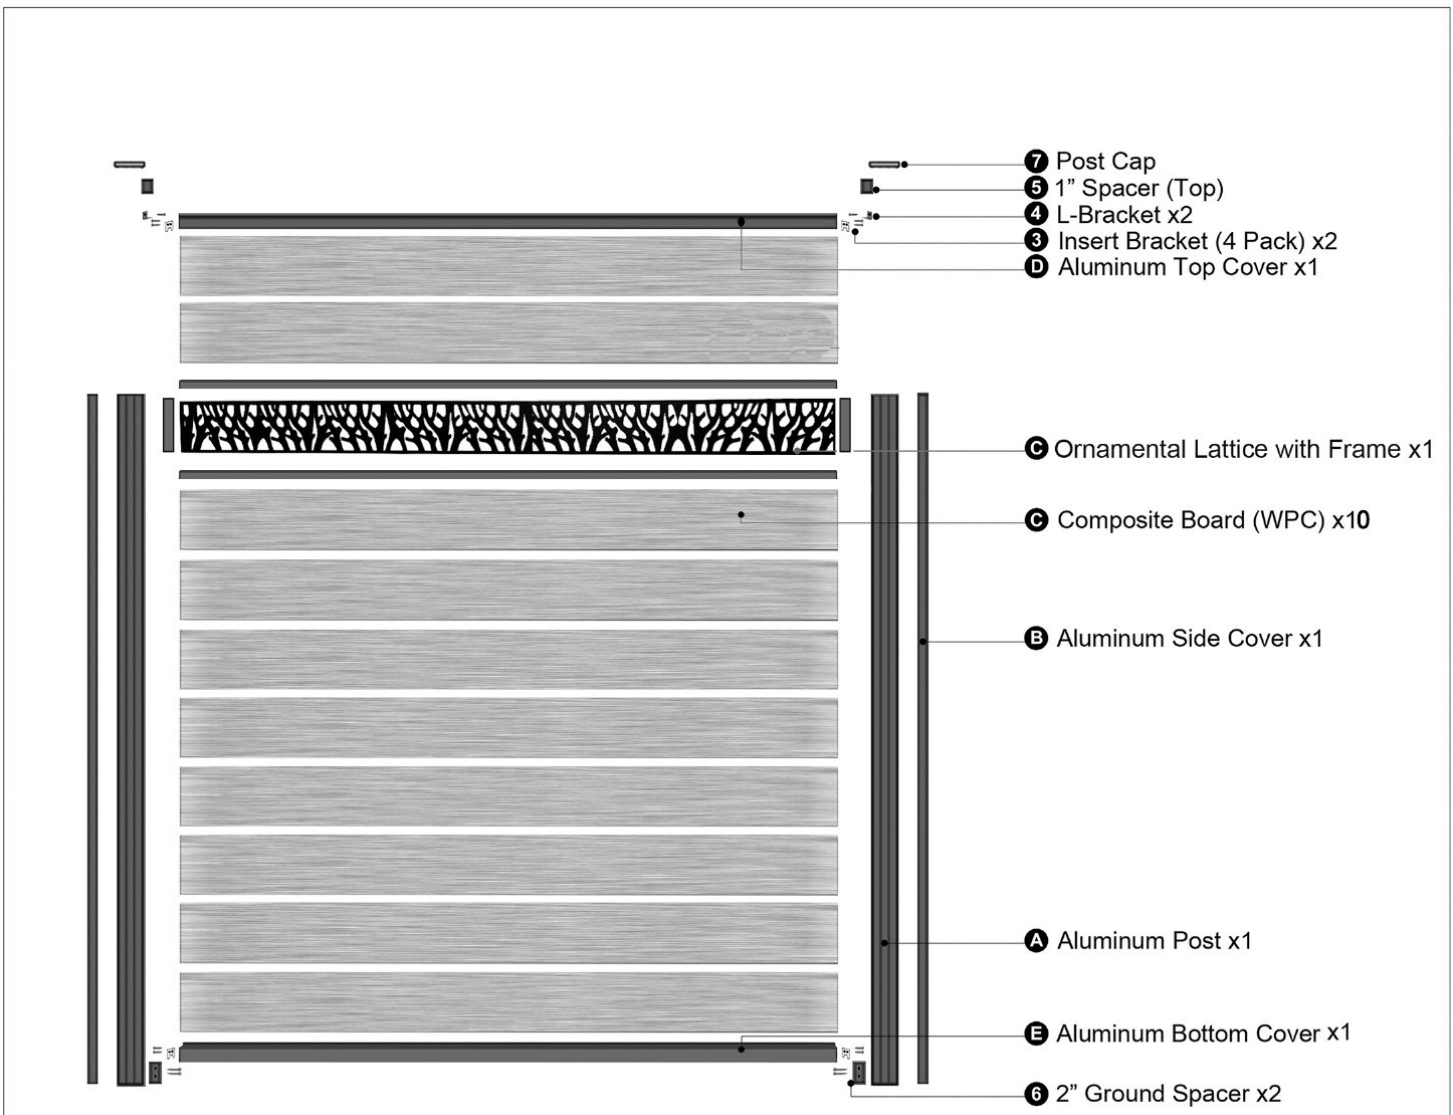 7 Post Cap
5 1” Spacer (Top)
4 L-Bracket x2
3 Insert Bracket (4 Pack) x2
D Aluminum Top Cover x1
C Ornamental Lattice with Frame x1
C Composite Board (WPC) x10
B Aluminum Side Cover x1
A Aluminum Post x1
E Aluminum Bottom Cover x1
6 2” Ground Spacer x2